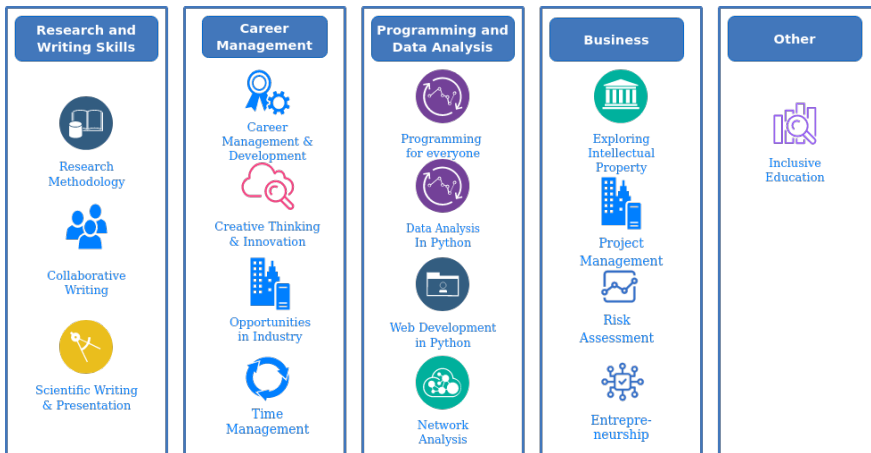 Research and
Writing Skills
Research
Methodology
Collaborative
Writing
Scientific Writing
& Presentation
Career
Management
Career
Management &
Development
Creative Thinking
& Innovation
Opportunities
in Industry
Time
Management
Programming and
Data Analysis
Programming
for everyone
Data Analysis
In Python
Web Development
in Python
Network
Analysis
Business
Exploring
Intellectual
Property
Project
Management
Risk
Assessment
Entrepre-
neurship
Other
Inclusive
Education